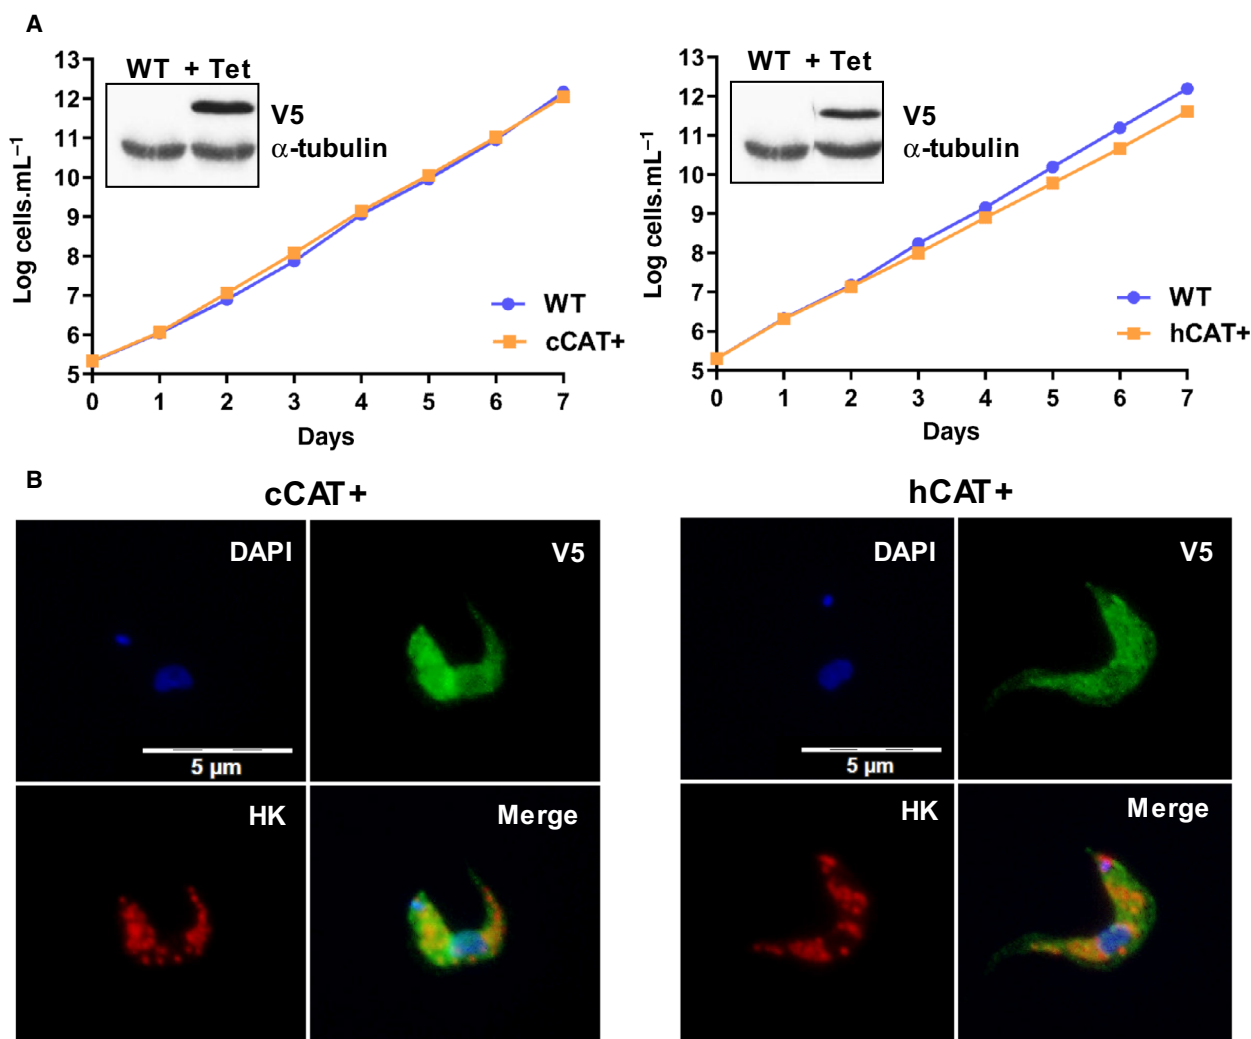 A
13
12
11
10
9
8
7
6
5
Log cells.mL⁻¹
WT + Tet
V5
α-tubulin
WT
cCAT+
0 1 2 3 4 5 6 7
Days
13
12
11
10
9
8
7
6
5
Log cells.mL⁻¹
WT + Tet
V5
α-tubulin
WT
hCAT+
0 1 2 3 4 5 6 7
Days
B
cCAT+
DAPI
V5
5 µm
HK
Merge
hCAT+
DAPI
V5
5 µm
HK
Merge